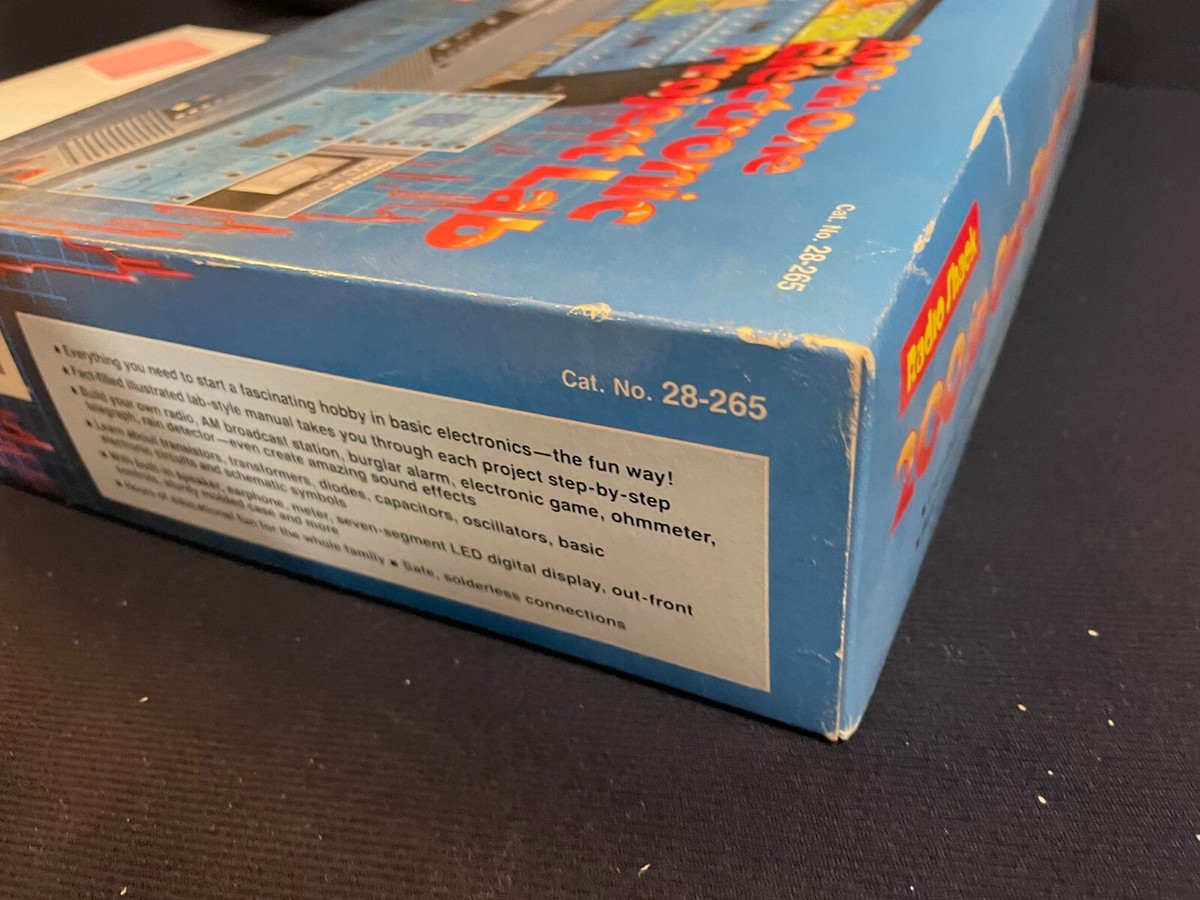 200 in One
Electronic
Project Lab
Cat. No. 28-265
Radio Shack
200 in One
Cat. No. 28-265
▪ Everything you need to start a fascinating hobby in basic electronics—the fun way!
▪ Fact-filled illustrated lab-style manual takes you through each project step-by-step
▪ Build your own radio, AM broadcast station, burglar alarm, electronic game, ohmmeter,
telegraph, rain detector—even create amazing sound effects
▪ Learn about transistors, transformers, diodes, capacitors, oscillators, basic
electronic circuits and schematic symbols
▪ With built-in speaker, earphone, meter, seven-segment LED digital display, out-front
controls, sturdy molded case and more
▪ Hours of educational fun for the whole family ▪ Safe, solderless connections